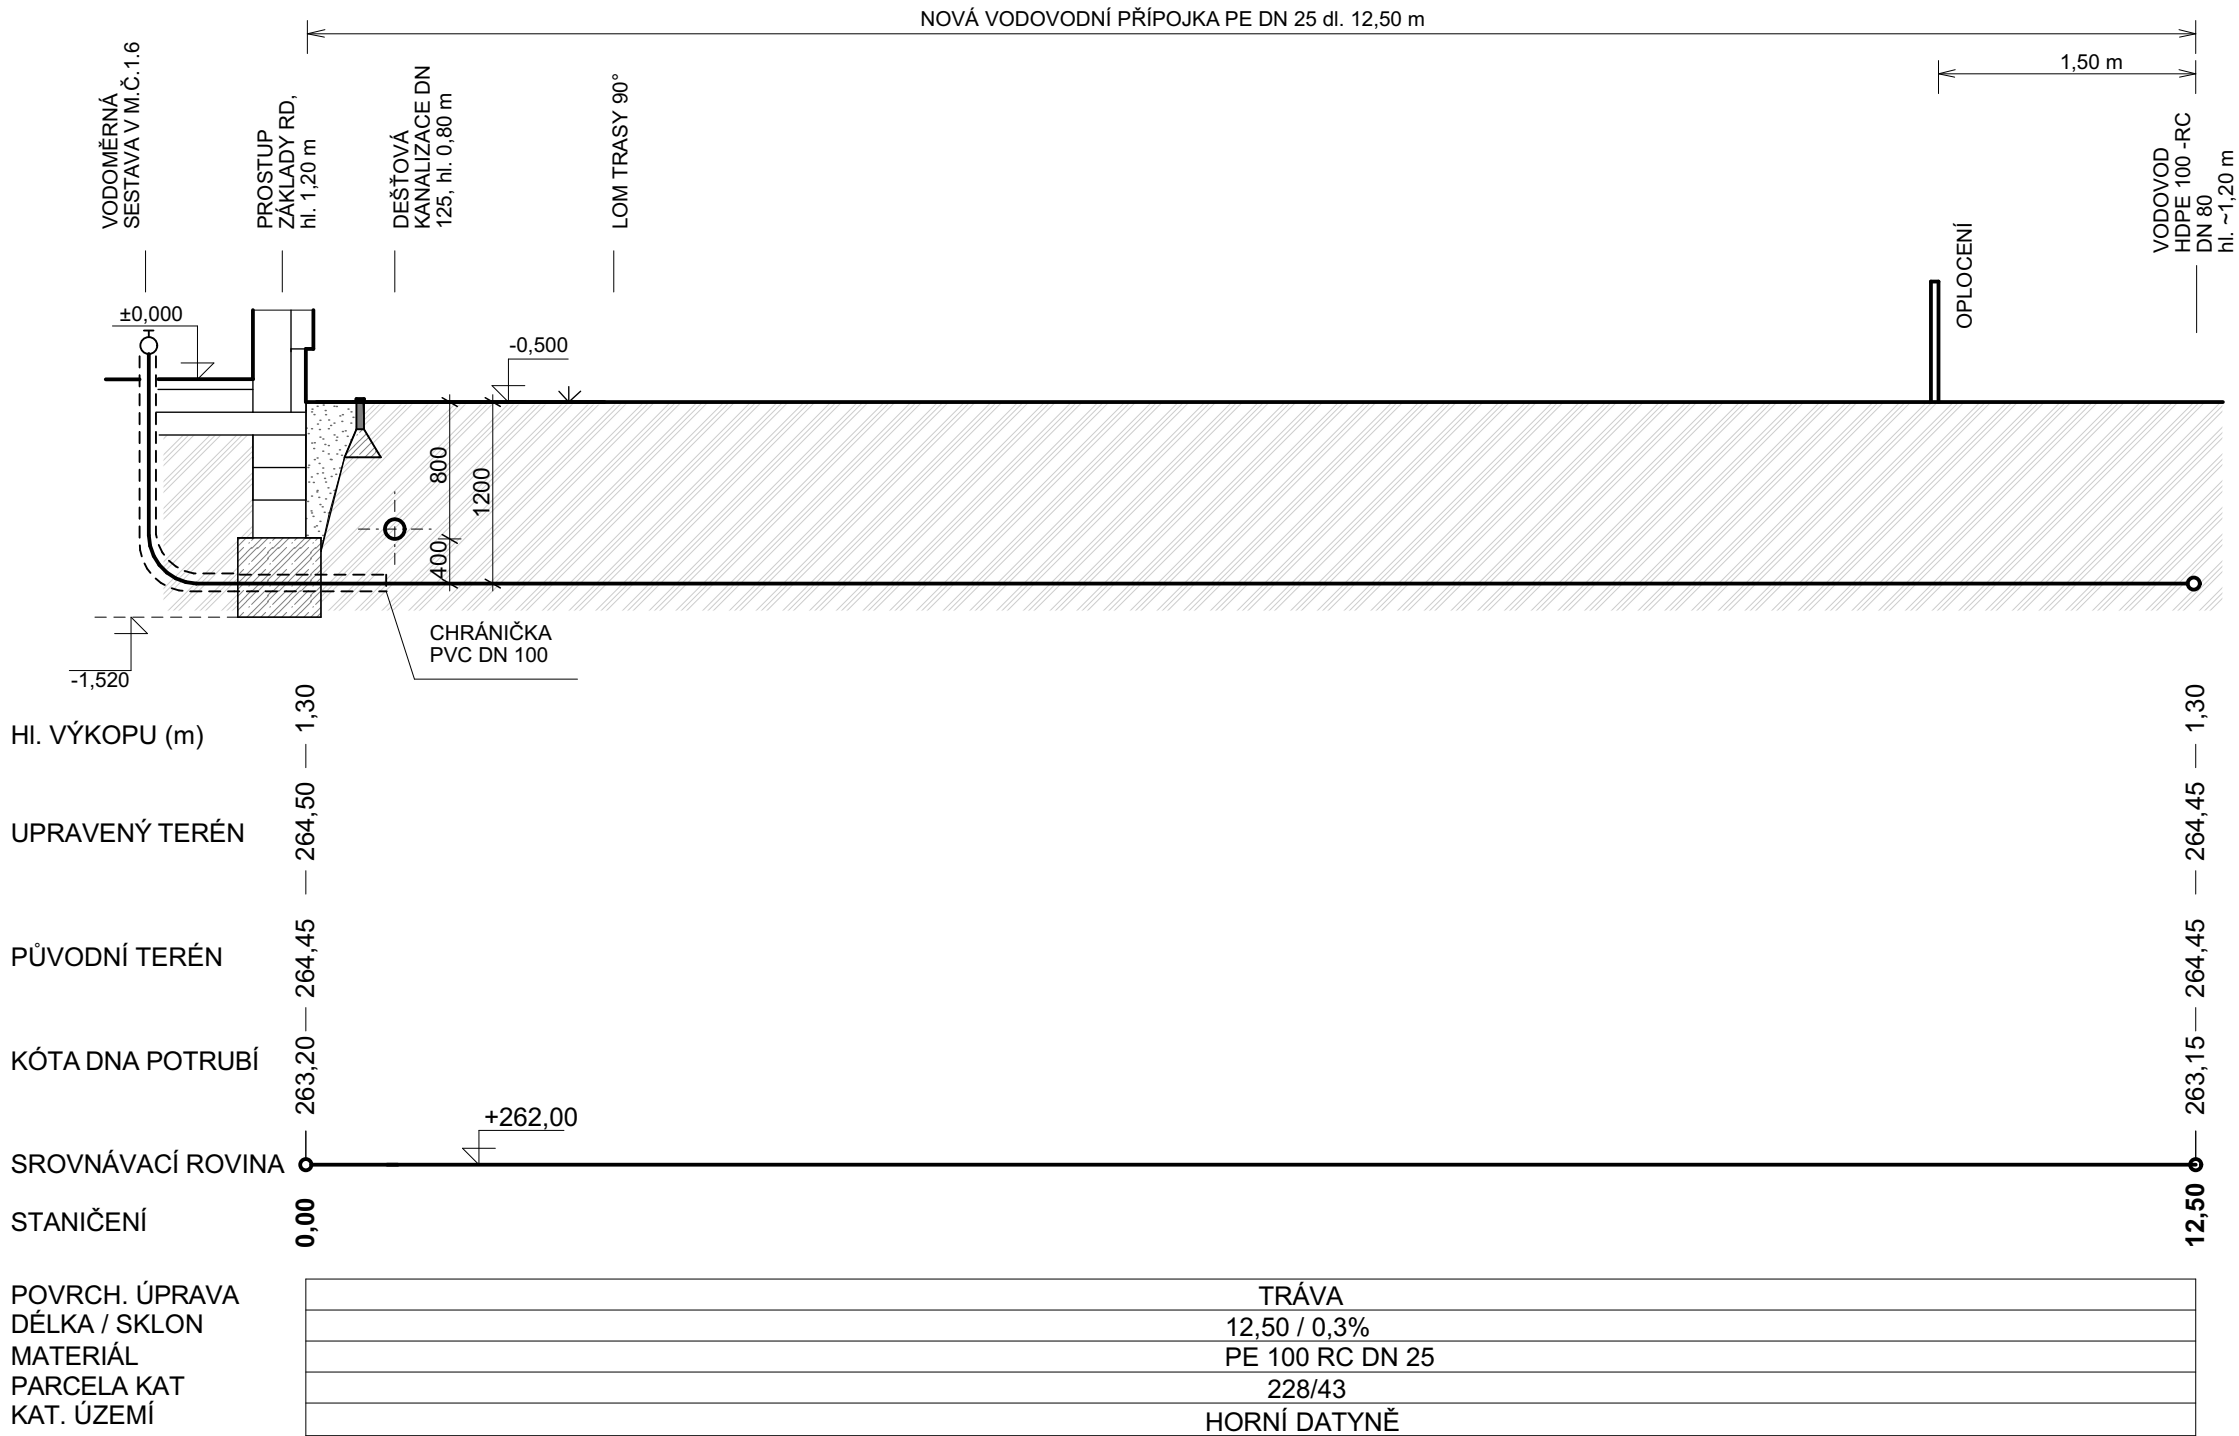 NOVÁ VODOVODNÍ PŘÍPOJKA PE DN 25 dl. 12,50 m
1,50 m
VODOMĚRNÁ
SESTAVA V M.Č.1.6
PROSTUP
ZÁKLADY RD,
hl. 1,20 m
DEŠŤOVÁ
KANALIZACE DN
125, hl. 0,80 m
LOM TRASY 90°
OPLOCENÍ
VODOVOD
HDPE 100 -RC
DN 80
hl. ~1,20 m
±0,000
-0,500
800
1200
400
CHRÁNIČKA
PVC DN 100
-1,520
Hl. VÝKOPU (m)
1,30
1,30
UPRAVENÝ TERÉN
264,50
264,45
PŮVODNÍ TERÉN
264,45
264,45
KÓTA DNA POTRUBÍ
263,20
263,15
+262,00
SROVNÁVACÍ ROVINA
STANIČENÍ
0,00
12,50
POVRCH. ÚPRAVA
TRÁVA
DÉLKA / SKLON
12,50 / 0,3%
MATERIÁL
PE 100 RC DN 25
PARCELA KAT
228/43
KAT. ÚZEMÍ
HORNÍ DATYNĚ